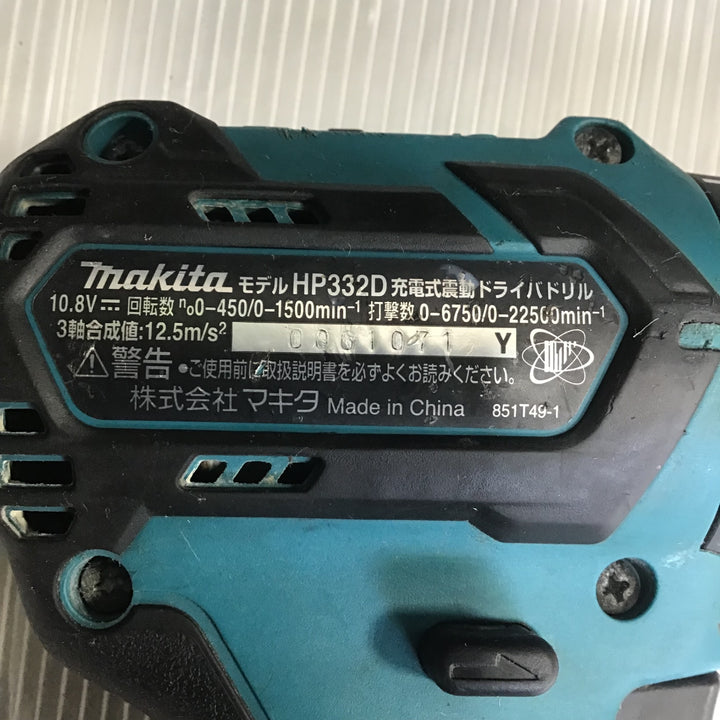 makita モデル HP332D 充電式震動ドライバドリル
10.8V⎓ 回転数 n₀0-450/0-1500min⁻¹ 打撃数 0-6750/0-22500min⁻¹
3軸合成値:12.5m/s²
Y
⚠警告 •ご使用前に取扱説明書を必ずよくお読みください。
株式会社 マキタ Made in China 851T49-1